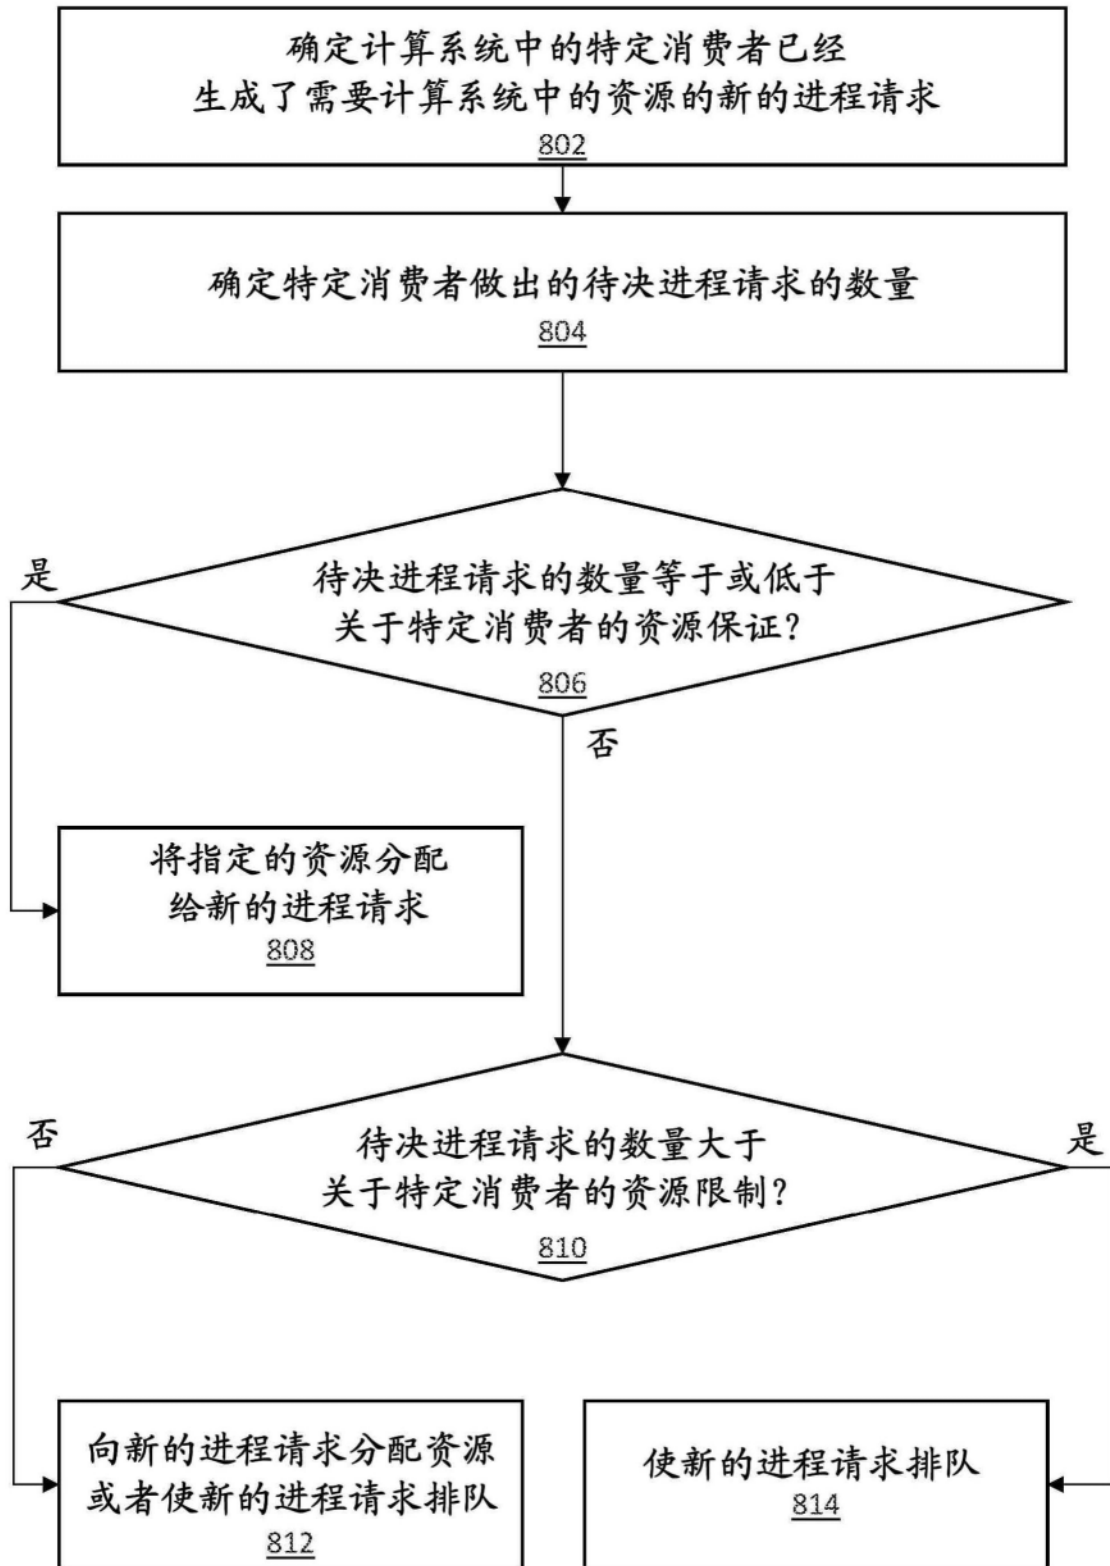 确定计算系统中的特定消费者已经
生成了需要计算系统中的资源的新的进程请求
802
确定特定消费者做出的待决进程请求的数量
804
是
待决进程请求的数量等于或低于
关于特定消费者的资源保证?
806
否
将指定的资源分配
给新的进程请求
808
否
待决进程请求的数量大于
关于特定消费者的资源限制?
810
是
向新的进程请求分配资源
或者使新的进程请求排队
812
使新的进程请求排队
814